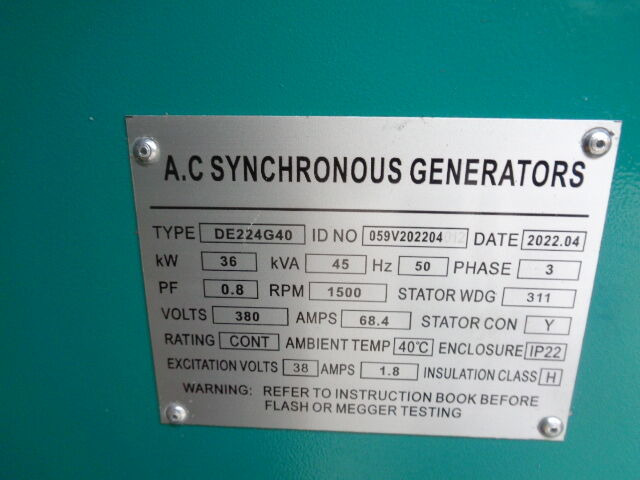 A.C SYNCHRONOUS GENERATORS
TYPE DE224G40 ID NO 059V202204 DATE 2022.04
kW 36 kVA 45 Hz 50 PHASE 3
PF 0.8 RPM 1500 STATOR WDG 311
VOLTS 380 AMPS 68.4 STATOR CON Y
RATING CONT AMBIENT TEMP 40℃ ENCLOSURE IP22
EXCITATION VOLTS 38 AMPS 1.8 INSULATION CLASS H
WARNING: REFER TO INSTRUCTION BOOK BEFORE
FLASH OR MEGGER TESTING